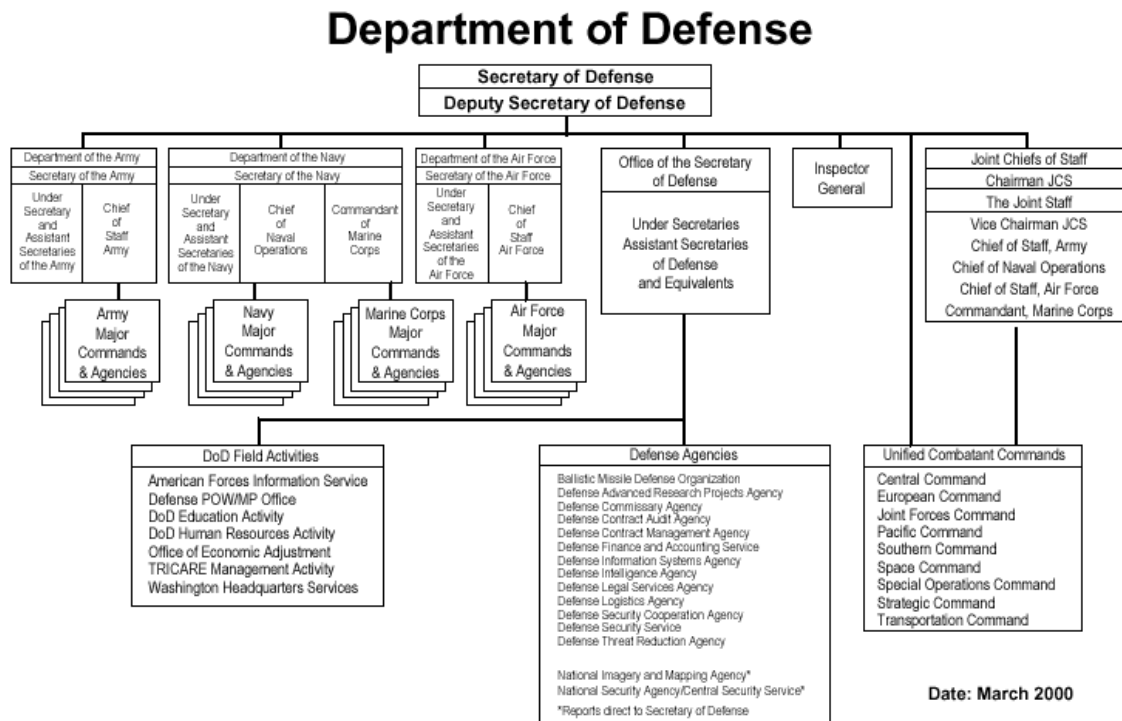 Department of Defense
Secretary of Defense
Deputy Secretary of Defense
Department of the Army
Secretary of the Army
Under
Secretary
and
Assistant
Secretaries
of the Army
Chief
of
Staff
Army
Department of the Navy
Secretary of the Navy
Under
Secretary
and
Assistant
Secretaries
of the Navy
Chief
of
Naval
Operations
Commandant
of
Marine
Corps
Department of the Air Force
Secretary of the Air Force
Under
Secretary
and
Assistant
Secretaries of
the Air Force
Chief
of
Staff
Air Force
Office of the Secretary
of Defense
Under Secretaries
Assistant Secretaries
of Defense
and Equivalents
Inspector
General
Joint Chiefs of Staff
Chairman JCS
The Joint Staff
Vice Chairman JCS
Chief of Staff, Army
Chief of Naval Operations
Chief of Staff, Air Force
Commandant, Marine Corps
Army
Major
Commands
& Agencies
Navy
Major
Commands
& Agencies
Marine Corps
Major
Commands
& Agencies
Air Force
Major
Commands
& Agencies
DoD Field Activities
American Forces Information Service
Defense POW/MP Office
DoD Education Activity
DoD Human Resources Activity
Office of Economic Adjustment
TRICARE Management Activity
Washington Headquarters Services
Defense Agencies
Ballistic Missile Defense Organization
Defense Advanced Research Projects Agency
Defense Commissary Agency
Defense Contract Audit Agency
Defense Contract Management Agency
Defense Finance and Accounting Service
Defense Information Systems Agency
Defense Intelligence Agency
Defense Legal Services Agency
Defense Logistics Agency
Defense Security Cooperation Agency
Defense Security Service
Defense Threat Reduction Agency
National Imagery and Mapping Agency*
National Security Agency/Central Security Service*
*Reports direct to Secretary of Defense
Unified Combatant Commands
Central Command
European Command
Joint Forces Command
Pacific Command
Southern Command
Space Command
Special Operations Command
Strategic Command
Transportation Command
Date: March 2000